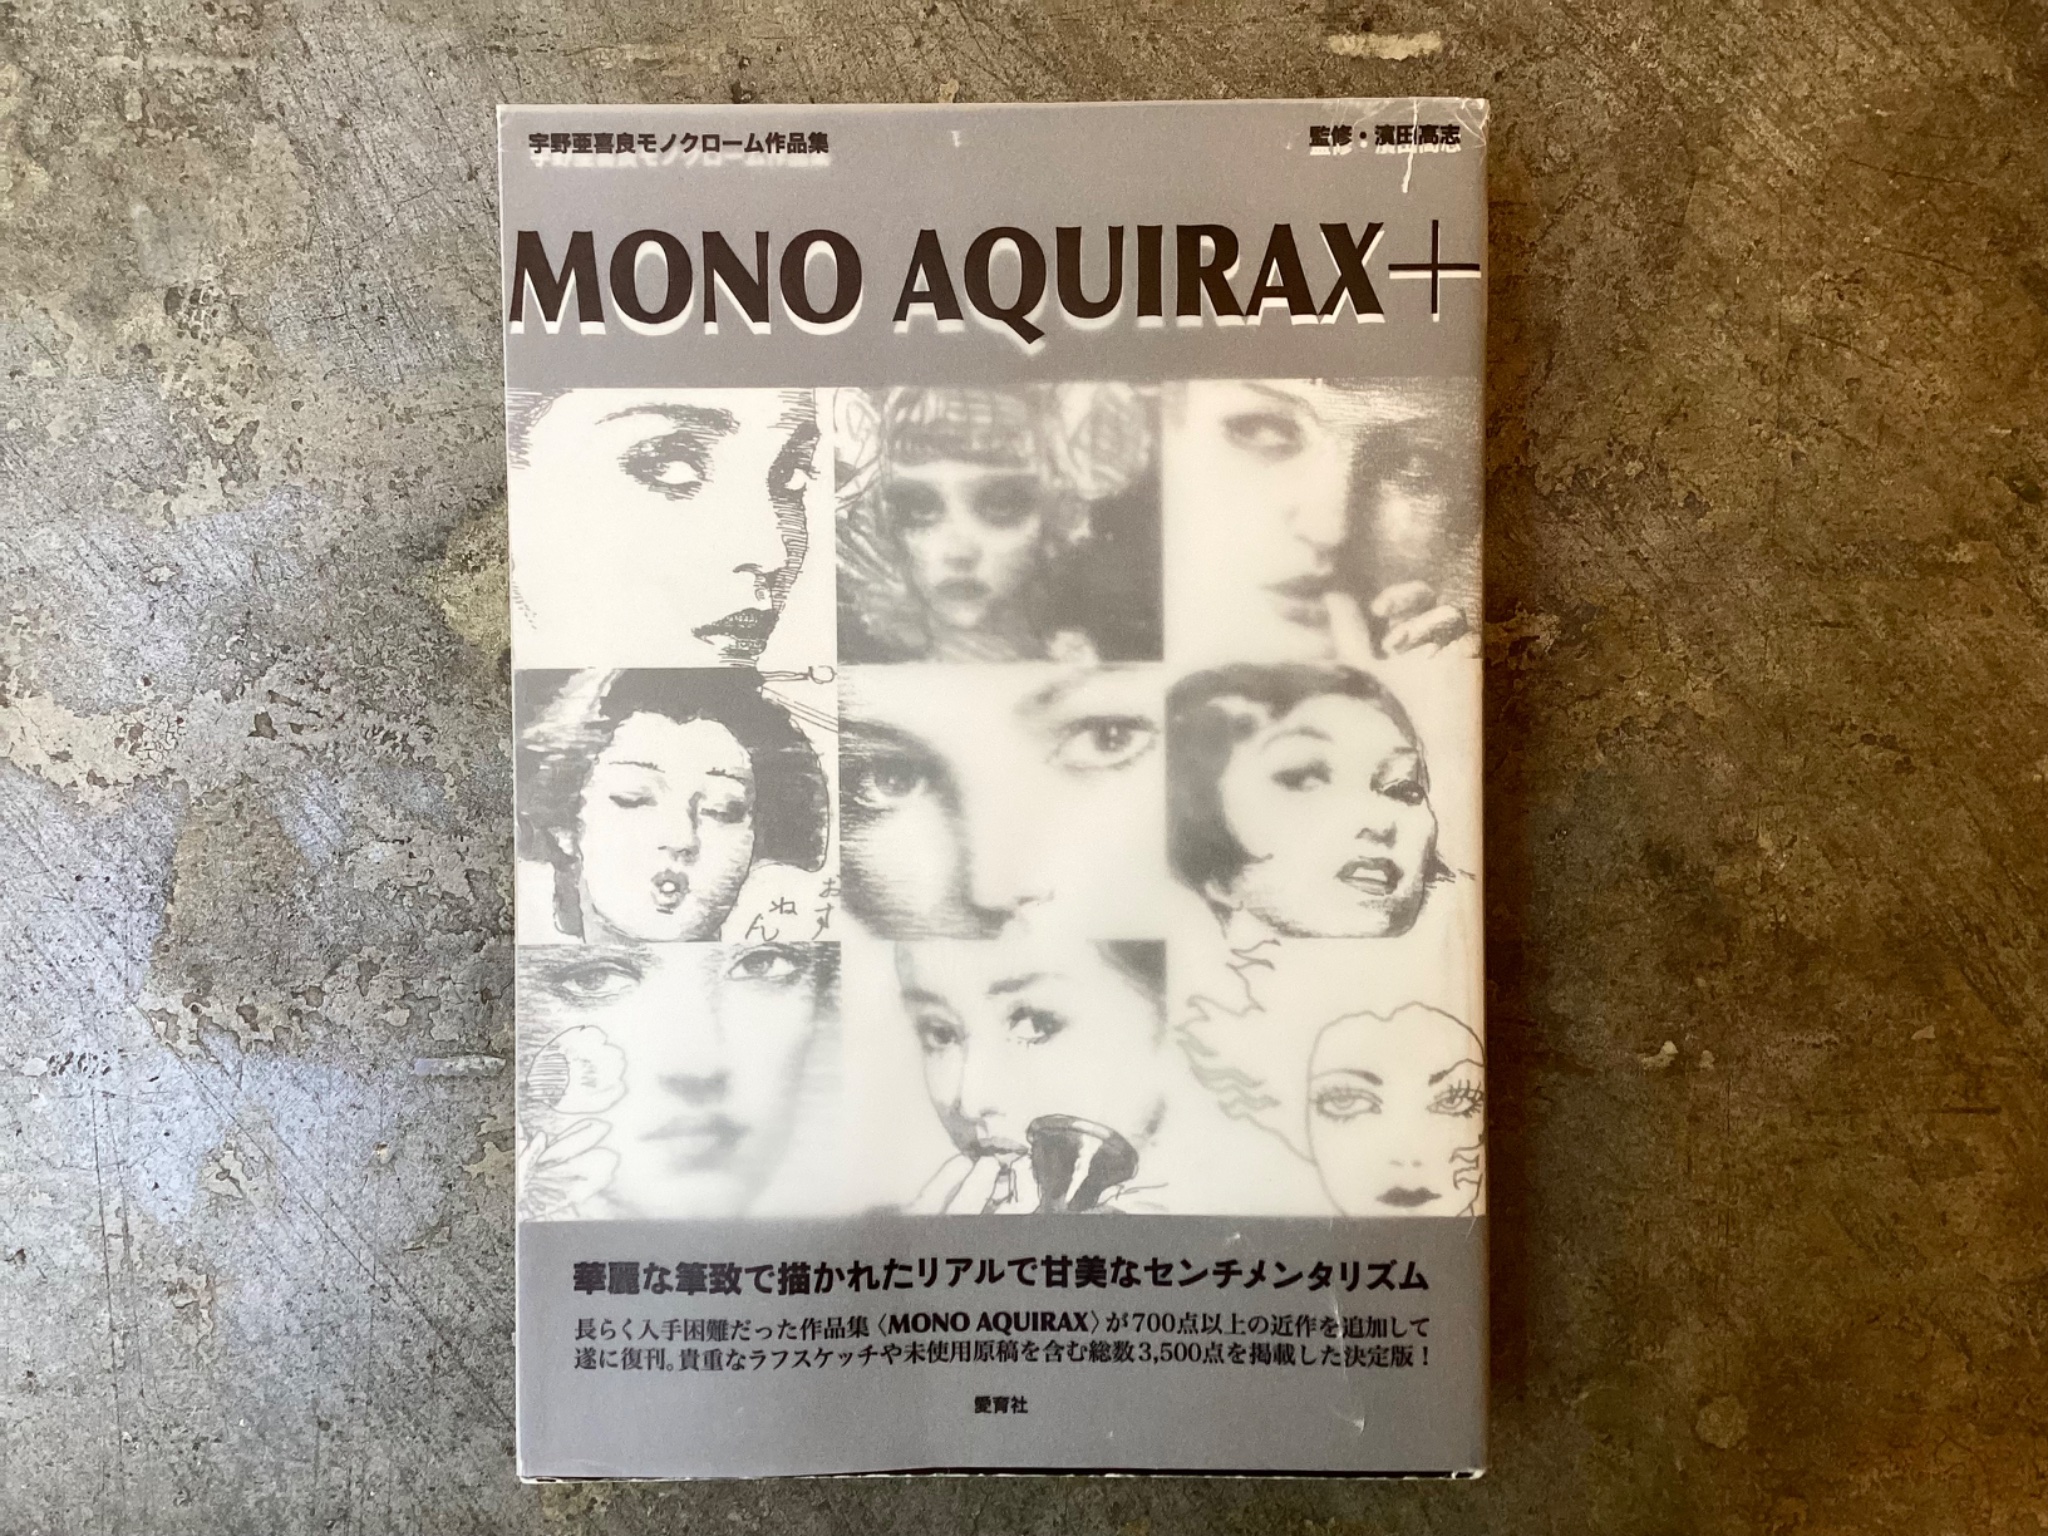 宇野亜喜良モノクローム作品集
監修・濱田髙志
MONO AQUIRAX+
おすねん
華麗な筆致で描かれたリアルで甘美なセンチメンタリズム
長らく入手困難だった作品集〈MONO AQUIRAX〉が700点以上の近作を追加して
遂に復刊。貴重なラフスケッチや未使用原稿を含む総数3,500点を掲載した決定版！
愛育社